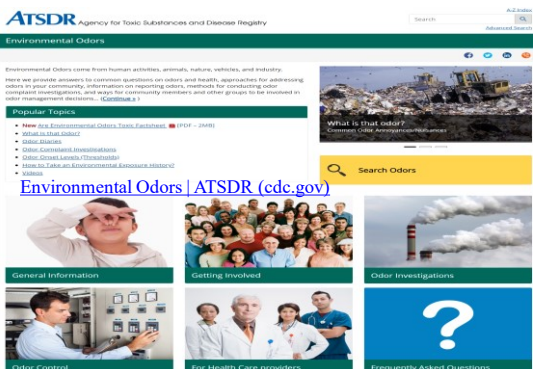 ATSDR Agency for Toxic Substances and Disease Registry
A-Z Index
Search
Advanced Search
Environmental Odors
Environmental Odors come from human activities, animals, nature, vehicles, and industry.
Here we provide answers to common questions on odors and health, approaches for addressing
odors in your community, information on reporting odors, methods for conducting odor
complaint investigations, and ways for community members and other groups to be involved in
odor management decisions... (Continue » )
Popular Topics
• New Are Environmental Odors Toxic Factsheet (PDF – 2MB)
• What is that Odor?
• Odor Diaries
• Odor Complaint Investigations
• Odor Onset Levels (Thresholds)
• How to Take an Environmental Exposure History?
• Videos
What is that odor?
Common Odor Annoyances/Nuisances
Search Odors
Environmental Odors | ATSDR (cdc.gov)
General Information
Getting Involved
Odor Investigations
Odor Control
For Health Care providers
Frequently Asked Questions